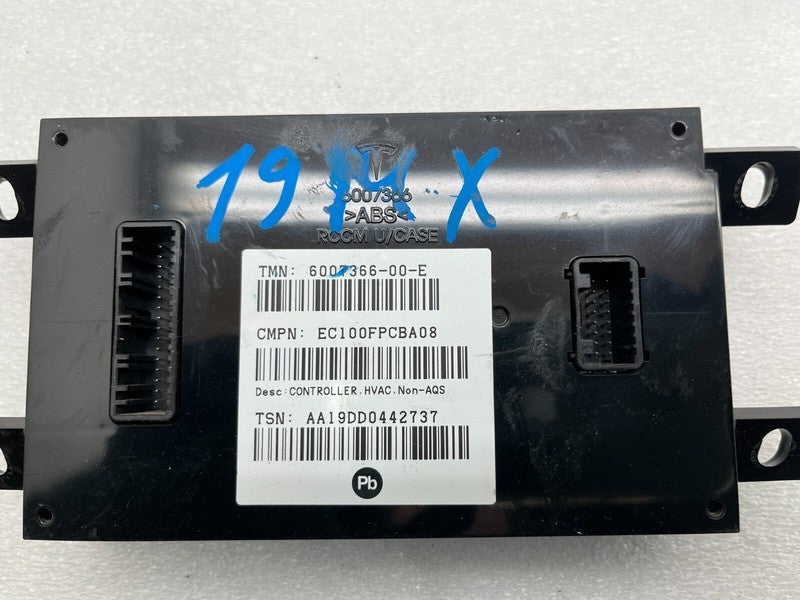 19 M X
6007366
>ABS<
RCCM U/CASE
TMN: 6007366-00-E
CMPN: EC100FPCBA08
Desc:CONTROLLER,HVAC,Non-AQS
TSN: AA19DD0442737
Pb